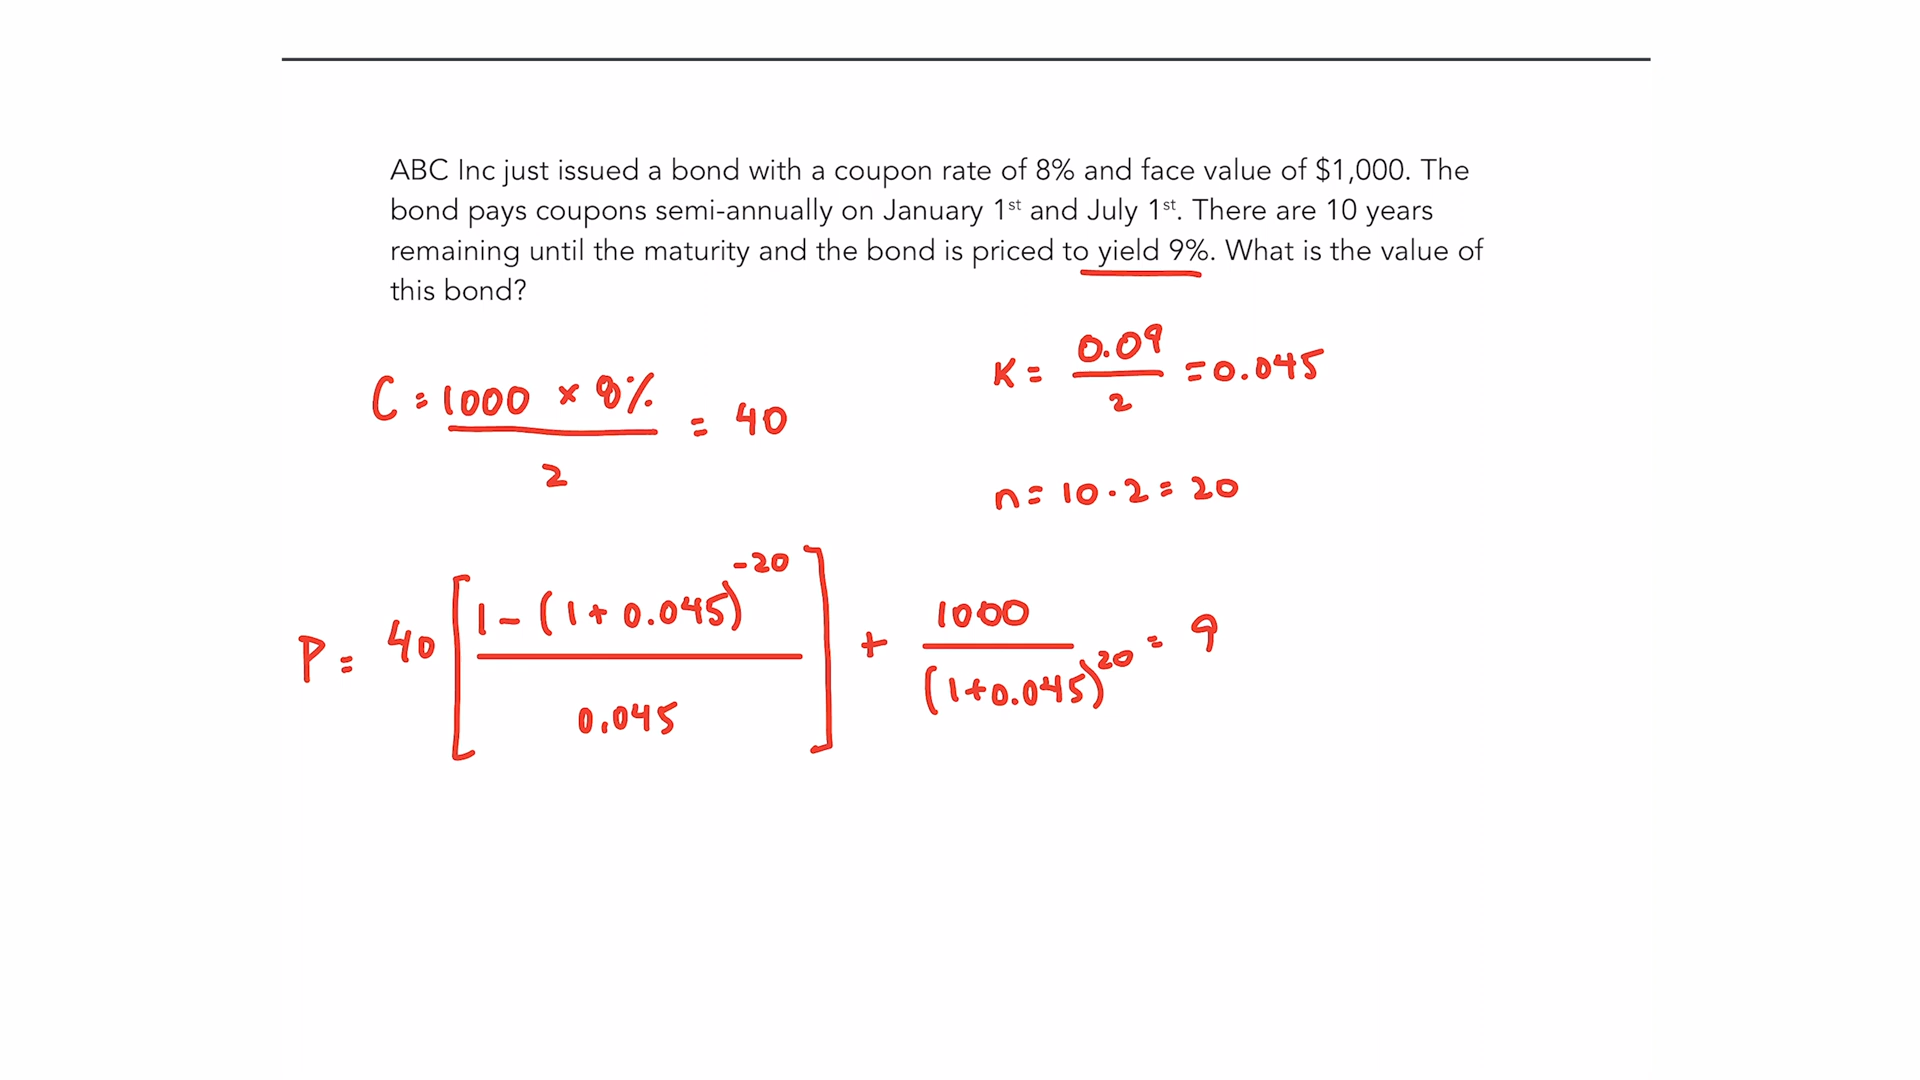 ABC Inc just issued a bond with a coupon rate of 8% and face value of $1,000. The
bond pays coupons semi-annually on January 1st and July 1st. There are 10 years
remaining until the maturity and the bond is priced to yield 9%. What is the value of
this bond?
C = 1000 × 8% / 2 = 40
K = 0.09 / 2 = 0.045
n = 10 · 2 = 20
P = 40 [ 1 - (1 + 0.045)^-20 / 0.045 ] + 1000 / (1+0.045)^20 = 9